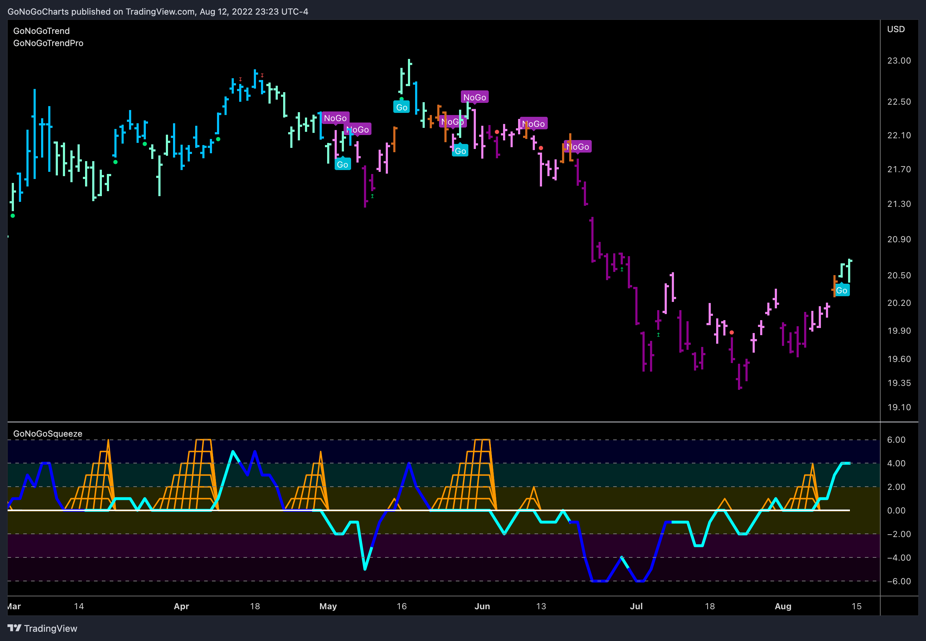 GoNoGoCharts published on TradingView.com, Aug 12, 2022 23:23 UTC-4
GoNoGoTrend
GoNoGoTrendPro
USD
23.00
22.50
22.10
21.70
21.30
20.90
20.50
20.20
19.90
19.60
19.35
19.10
NoGo
NoGo
Go
Go
NoGo
NoGo
Go
NoGo
NoGo
Go
GoNoGoSqueeze
6.00
4.00
2.00
0.00
−2.00
−4.00
−6.00
Mar 14 Apr 18 May 16 Jun 13 Jul 18 Aug 15
TradingView